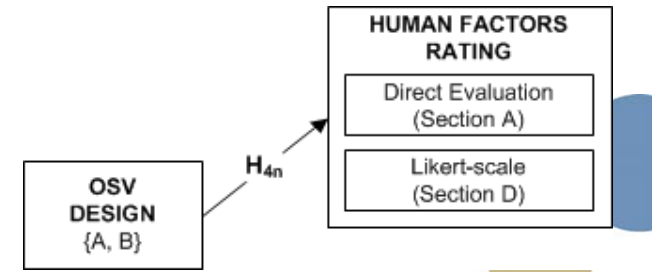 HUMAN FACTORS
RATING
Direct Evaluation
(Section A)
Likert-scale
(Section D)
H4n
OSV
DESIGN
{A, B}